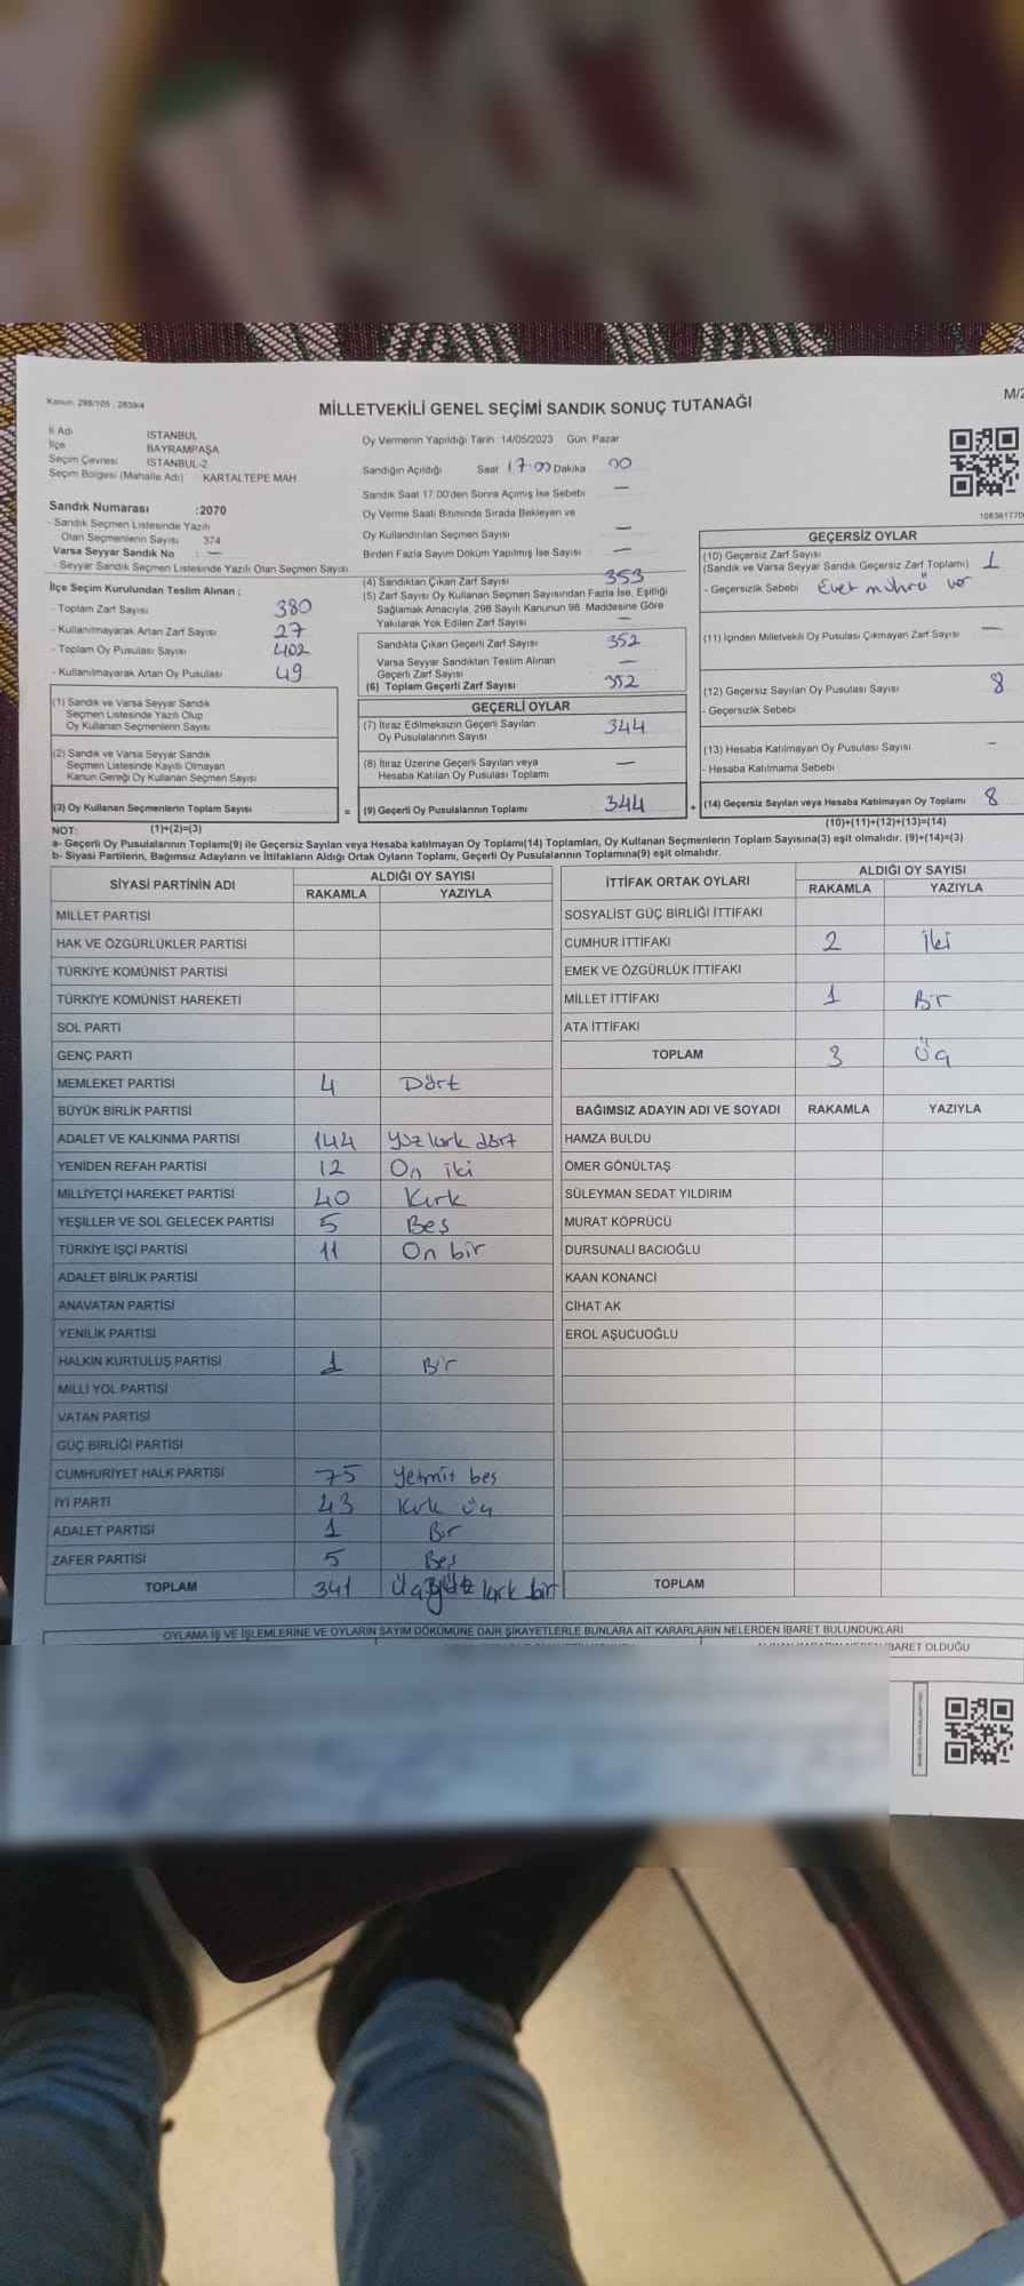 Kanun: 298/105 , 2839/4
M/2
MİLLETVEKİLİ GENEL SEÇİMİ SANDIK SONUÇ TUTANAĞI
İl Adı İSTANBUL
İlçe BAYRAMPAŞA
Seçim Çevresi İSTANBUL-2
Seçim Bölgesi (Mahalle Adı) KARTALTEPE MAH
Sandık Numarası :2070
- Sandık Seçmen Listesinde Yazılı
Olan Seçmenlerin Sayısı 374
Varsa Seyyar Sandık No : —
- Seyyar Sandık Seçmen Listesinde Yazılı Olan Seçmen Sayısı
İlçe Seçim Kurulundan Teslim Alınan :
- Toplam Zarf Sayısı 380
- Kullanılmayarak Artan Zarf Sayısı 27
- Toplam Oy Pusulası Sayısı 402
- Kullanılmayarak Artan Oy Pusulası 49
(1) Sandık ve Varsa Seyyar Sandık
Seçmen Listesinde Yazılı Olup
Oy Kullanan Seçmenlerin Sayısı
(2) Sandık ve Varsa Seyyar Sandık
Seçmen Listesinde Kayıtlı Olmayan
Kanun Gereği Oy Kullanan Seçmen Sayısı
(3) Oy Kullanan Seçmenlerin Toplam Sayısı =
Oy Vermenin Yapıldığı Tarih 14/05/2023 Gün: Pazar
Sandığın Açıldığı Saat 17:00 Dakika 00
Sandık Saat 17:00'den Sonra Açılmış İse Sebebi —
Oy Verme Saati Bitiminde Sırada Bekleyen ve
Oy Kullandırılan Seçmen Sayısı —
Birden Fazla Sayım Döküm Yapılmış İse Sayısı —
(4) Sandıktan Çıkan Zarf Sayısı 353
(5) Zarf Sayısı Oy Kullanan Seçmen Sayısından Fazla İse, Eşitliği
Sağlamak Amacıyla, 298 Sayılı Kanunun 98. Maddesine Göre
Yakılarak Yok Edilen Zarf Sayısı —
Sandıkta Çıkan Geçerli Zarf Sayısı 352
Varsa Seyyar Sandıktan Teslim Alınan
Geçerli Zarf Sayısı —
(6) Toplam Geçerli Zarf Sayısı 352
GEÇERLİ OYLAR
(7) İtiraz Edilmeksizin Geçerli Sayılan
Oy Pusulalarının Sayısı 344
(8) İtiraz Üzerine Geçerli Sayılan veya
Hesaba Katılan Oy Pusulası Toplamı —
(9) Geçerli Oy Pusulalarının Toplamı 344 +
GEÇERSİZ OYLAR
(10) Geçersiz Zarf Sayısı
(Sandık ve Varsa Seyyar Sandık Geçersiz Zarf Toplamı) 1
- Geçersizlik Sebebi Evet mührü var
(11) İçinden Milletvekili Oy Pusulası Çıkmayan Zarf Sayısı —
(12) Geçersiz Sayılan Oy Pusulası Sayısı 8
- Geçersizlik Sebebi
(13) Hesaba Katılmayan Oy Pusulası Sayısı —
- Hesaba Katılmama Sebebi
(14) Geçersiz Sayılan veya Hesaba Katılmayan Oy Toplamı 8
NOT: (1)+(2)=(3) (10)+(11)+(12)+(13)=(14)
a- Geçerli Oy Pusulalarının Toplamı(9) ile Geçersiz Sayılan veya Hesaba katılmayan Oy Toplamı(14) Toplamları, Oy Kullanan Seçmenlerin Toplam Sayısına(3) eşit olmalıdır. (9)+(14)=(3)
b- Siyasi Partilerin, Bağımsız Adayların ve İttifakların Aldığı Ortak Oyların Toplamı, Geçerli Oy Pusulalarının Toplamına(9) eşit olmalıdır.
SİYASİ PARTİNİN ADI ALDIĞI OY SAYISI
RAKAMLA YAZIYLA
MİLLET PARTİSİ
HAK VE ÖZGÜRLÜKLER PARTİSİ
TÜRKİYE KOMÜNİST PARTİSİ
TÜRKİYE KOMÜNİST HAREKETİ
SOL PARTİ
GENÇ PARTİ
MEMLEKET PARTİSİ 4 Dört
BÜYÜK BİRLİK PARTİSİ
ADALET VE KALKINMA PARTİSİ 144 Yüz kırk dört
YENİDEN REFAH PARTİSİ 12 On iki
MİLLİYETÇİ HAREKET PARTİSİ 40 Kırk
YEŞİLLER VE SOL GELECEK PARTİSİ 5 Beş
TÜRKİYE İŞÇİ PARTİSİ 11 On bir
ADALET BİRLİK PARTİSİ
ANAVATAN PARTİSİ
YENİLİK PARTİSİ
HALKIN KURTULUŞ PARTİSİ 1 Bir
MİLLİ YOL PARTİSİ
VATAN PARTİSİ
GÜÇ BİRLİĞİ PARTİSİ
CUMHURİYET HALK PARTİSİ 75 Yetmiş beş
İYİ PARTİ 43 Kırk üç
ADALET PARTİSİ 1 Bir
ZAFER PARTİSİ 5 Beş
TOPLAM 341 Üçyüz kırk bir
İTTİFAK ORTAK OYLARI ALDIĞI OY SAYISI
RAKAMLA YAZIYLA
SOSYALİST GÜÇ BİRLİĞİ İTTİFAKI
CUMHUR İTTİFAKI 2 İki
EMEK VE ÖZGÜRLÜK İTTİFAKI
MİLLET İTTİFAKI 1 Bir
ATA İTTİFAKI
TOPLAM 3 Üç
BAĞIMSIZ ADAYIN ADI VE SOYADI RAKAMLA YAZIYLA
HAMZA BULDU
ÖMER GÖNÜLTAŞ
SÜLEYMAN SEDAT YILDIRIM
MURAT KÖPRÜCÜ
DURSUNALİ BACIOĞLU
KAAN KONANCİ
CİHAT AK
EROL AŞUCUOĞLU
TOPLAM
OYLAMA İŞ VE İŞLEMLERİNE VE OYLARIN SAYIM DÖKÜMÜNE DAİR ŞİKAYETLERLE BUNLARA AİT KARARLARIN NELERDEN İBARET BULUNDUKLARI
İBARET OLDUĞU